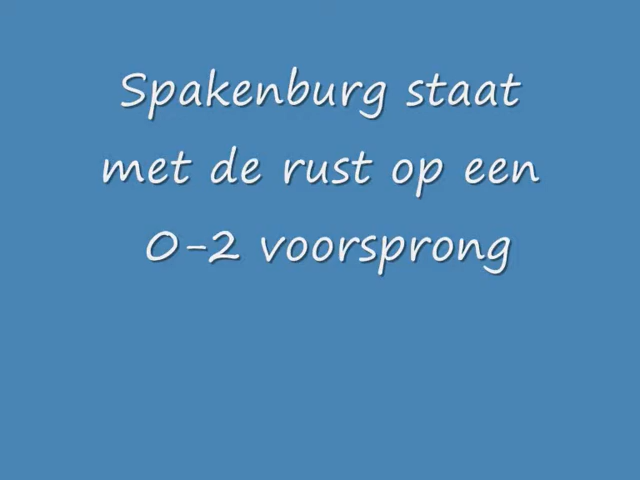 Spakenburg staat
met de rust op een
0-2 voorsprong